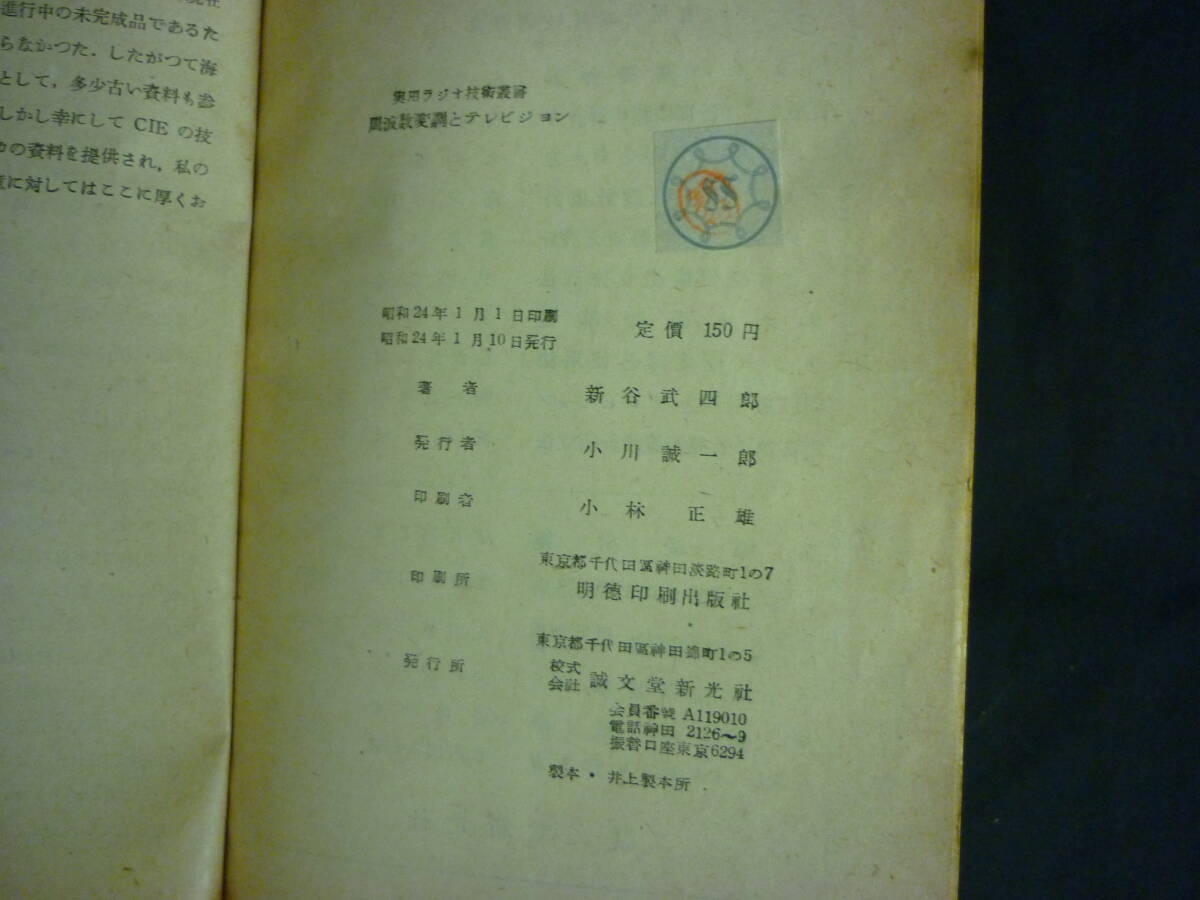 進行中の未完成品であるた
らなかつた．したがつて海
として，多少古い資料も参
しかし幸にして CIE の技
の資料を提供され，私の
に対してはここに厚くお
実用ラジオ技術叢書
周波数変調とテレビジョン
昭和24年1月1日印刷
昭和24年1月10日発行
定價 150円
著者 新谷武四郎
発行者 小川誠一郎
印刷者 小林正雄
東京都千代田區神田淡路町1の7
印刷所 明徳印刷出版社
東京都千代田區神田錦町1の5
発行所 株式会社 誠文堂新光社
会員番號 A119010
電話神田 2126～9
振替口座東京6294
製本・井上製本所